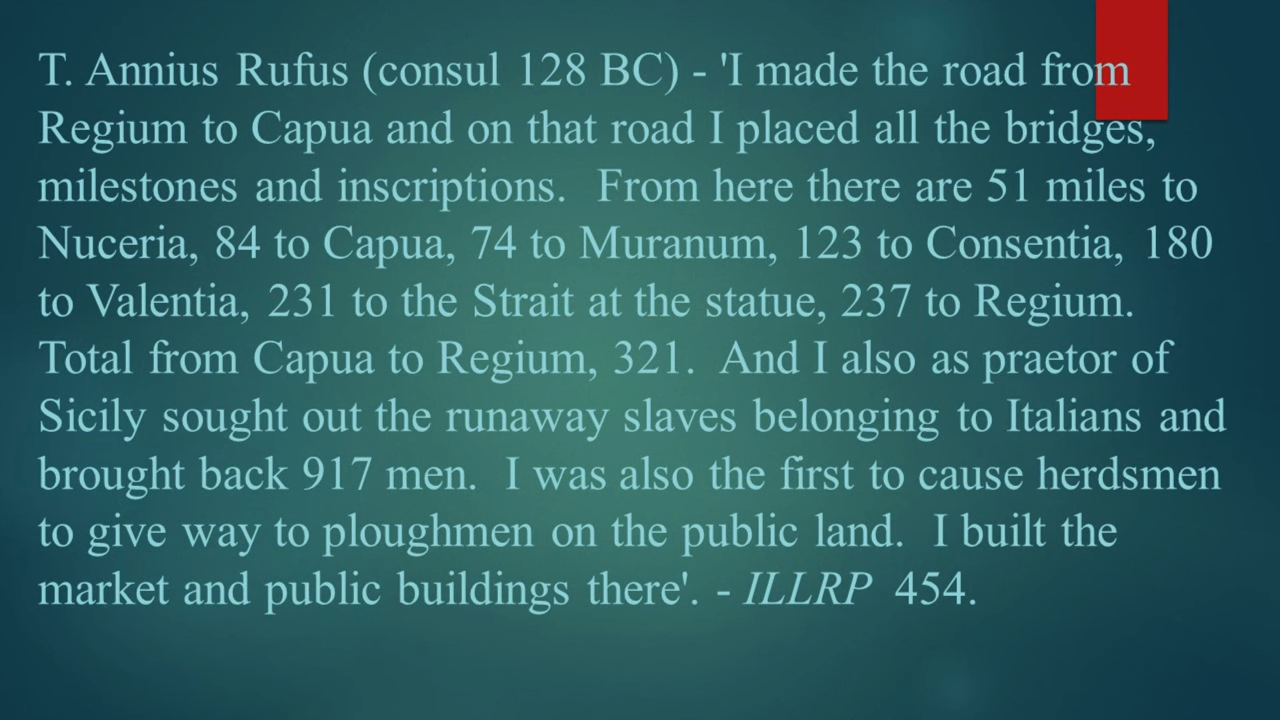 T. Annius Rufus (consul 128 BC) - 'I made the road from
Regium to Capua and on that road I placed all the bridges,
milestones and inscriptions. From here there are 51 miles to
Nuceria, 84 to Capua, 74 to Muranum, 123 to Consentia, 180
to Valentia, 231 to the Strait at the statue, 237 to Regium.
Total from Capua to Regium, 321. And I also as praetor of
Sicily sought out the runaway slaves belonging to Italians and
brought back 917 men. I was also the first to cause herdsmen
to give way to ploughmen on the public land. I built the
market and public buildings there'. - ILLRP 454.